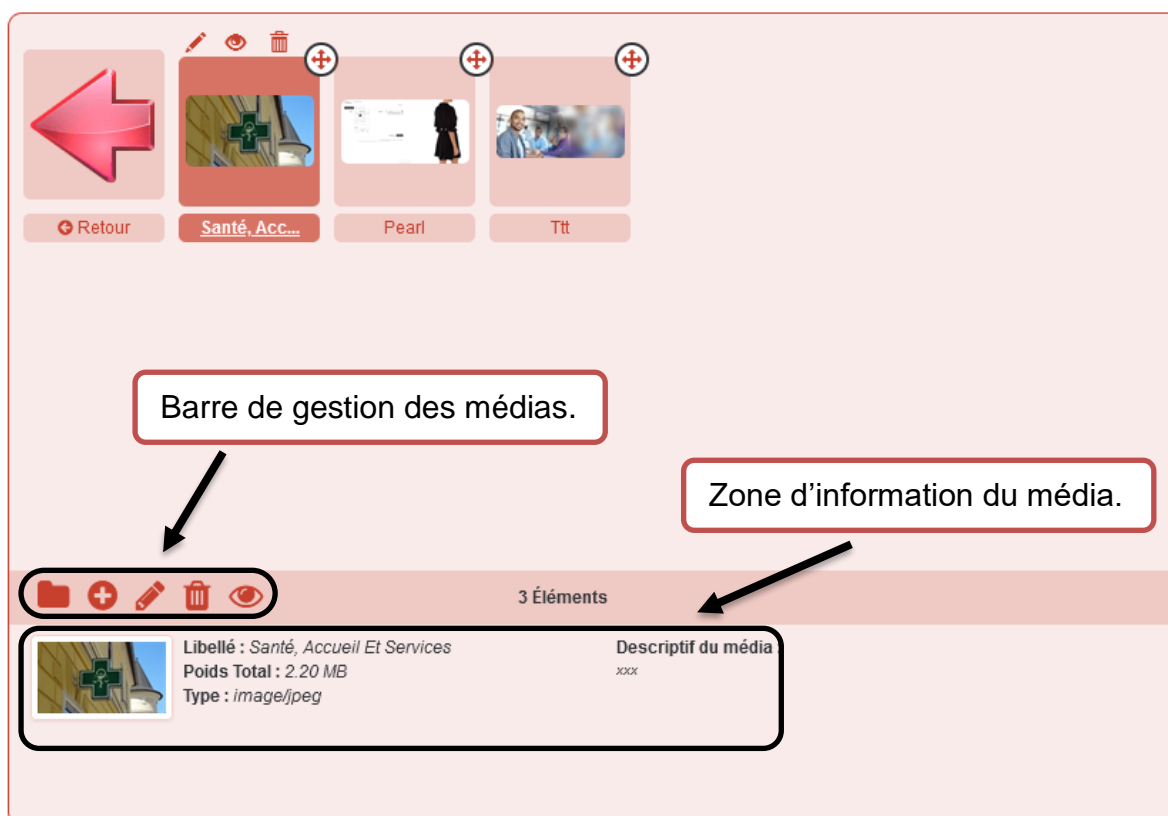 Retour
Santé, Acc...
Pearl
Ttt
Barre de gestion des médias.
Zone d’information du média.
3 Éléments
Libellé : Santé, Accueil Et Services
Poids Total : 2.20 MB
Type : image/jpeg
Descriptif du média :
xxx